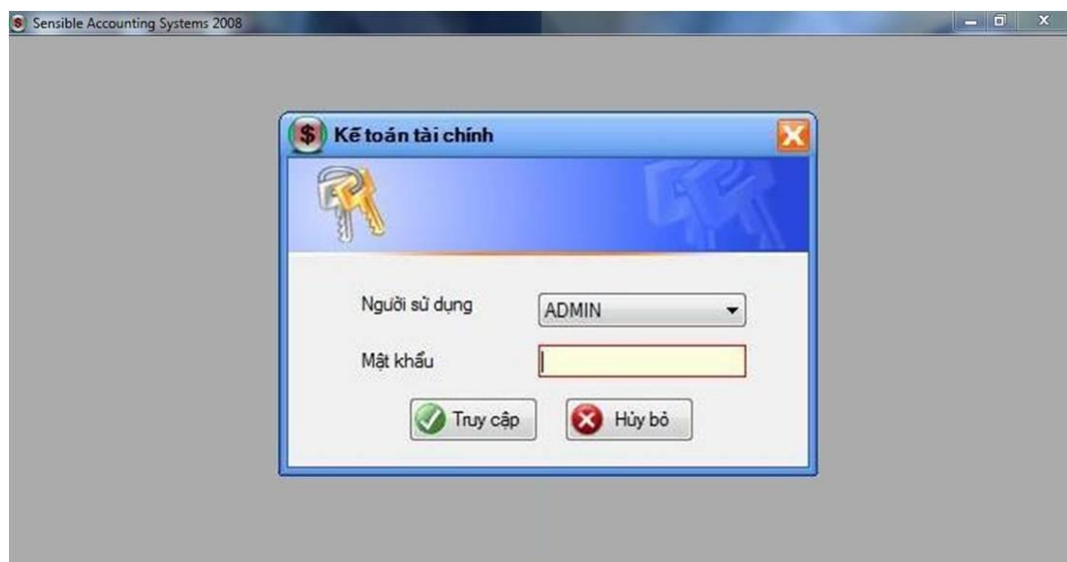 Sensible Accounting Systems 2008
Kế toán tài chính
Người sử dụng
ADMIN
Mật khẩu
Truy cập
Hủy bỏ